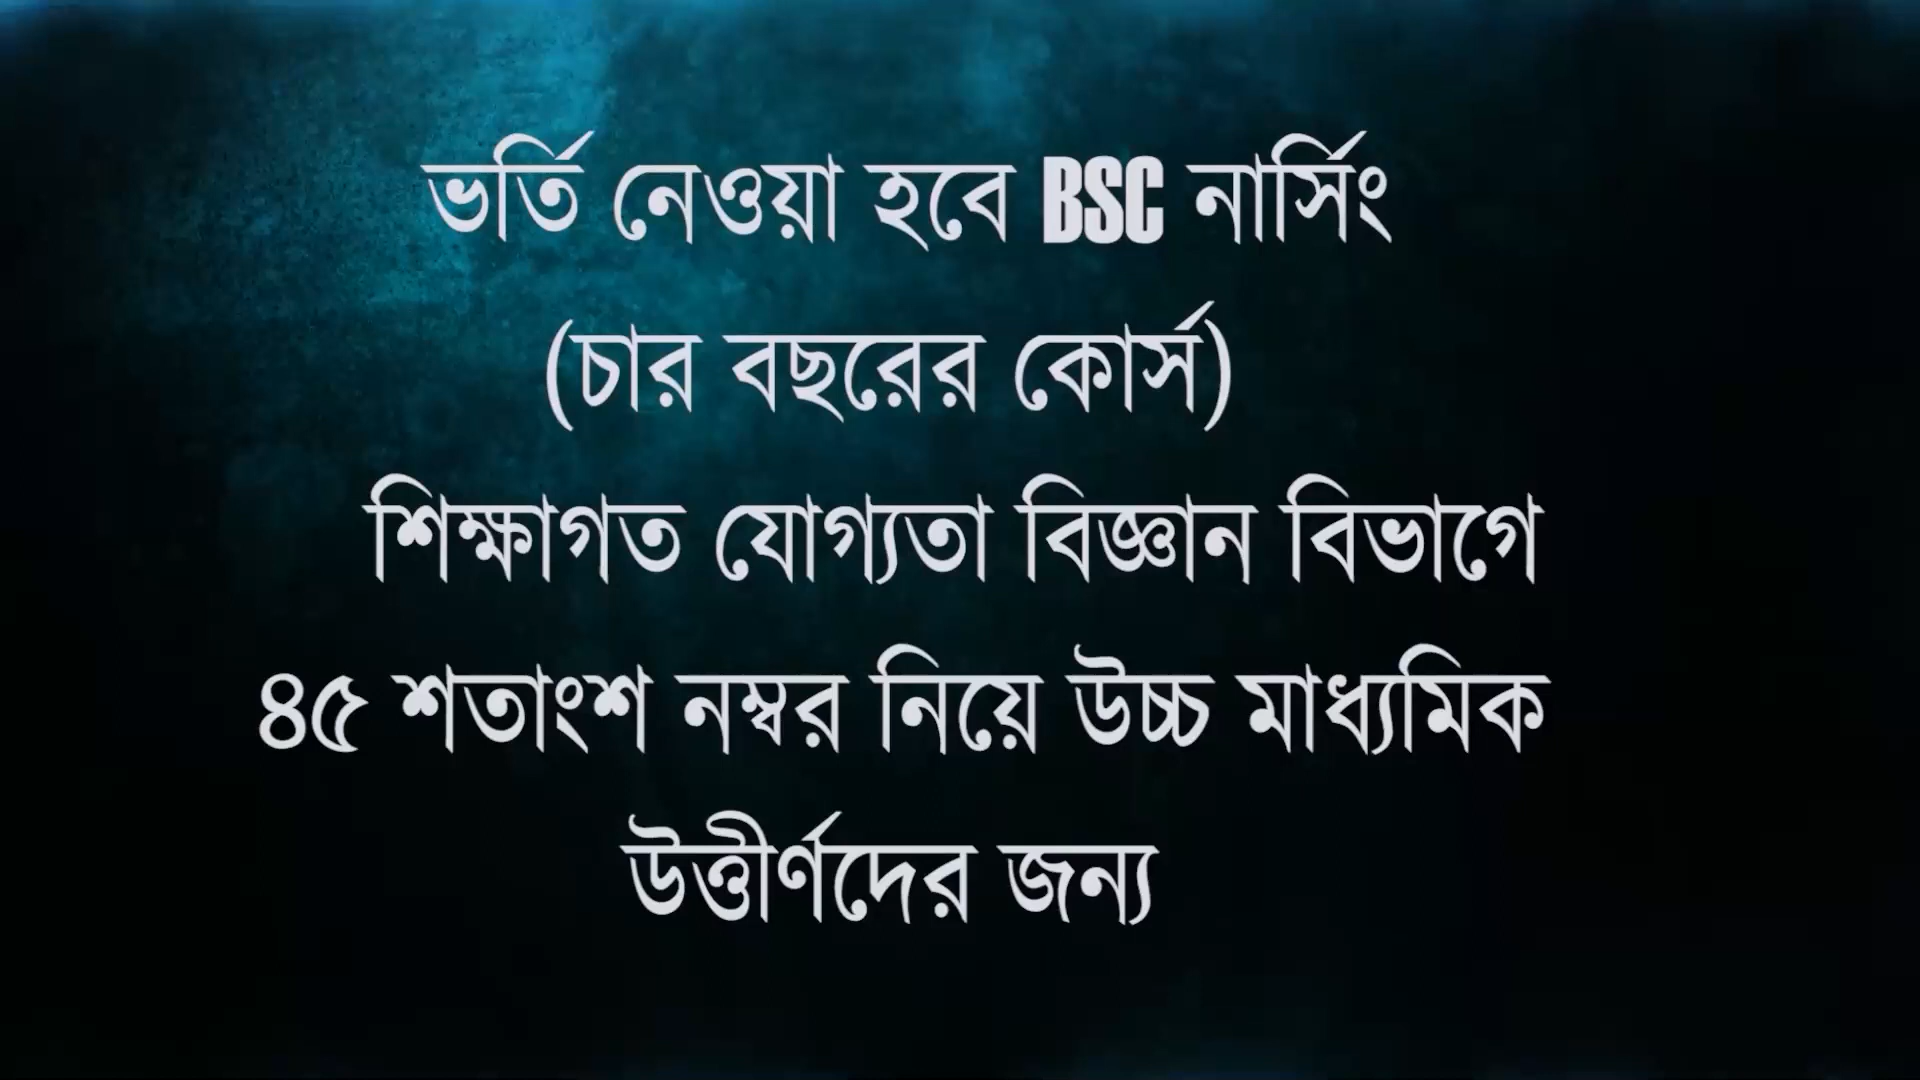 ভর্তি নেওয়া হবে BSC নার্সিং
(চার বছরের কোর্স)
শিক্ষাগত যোগ্যতা বিজ্ঞান বিভাগে
৪৫ শতাংশ নম্বর নিয়ে উচ্চ মাধ্যমিক
উত্তীর্ণদের জন্য